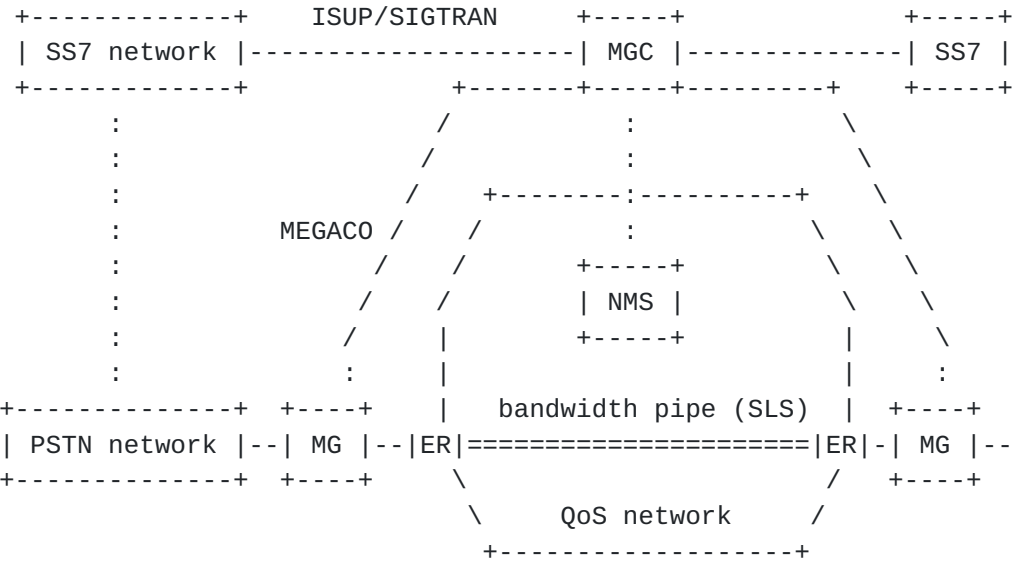 ISUP/SIGTRAN
SS7 network MGC SS7
MEGACO
NMS
bandwidth pipe (SLS)
PSTN network MG ER ER MG
QoS network